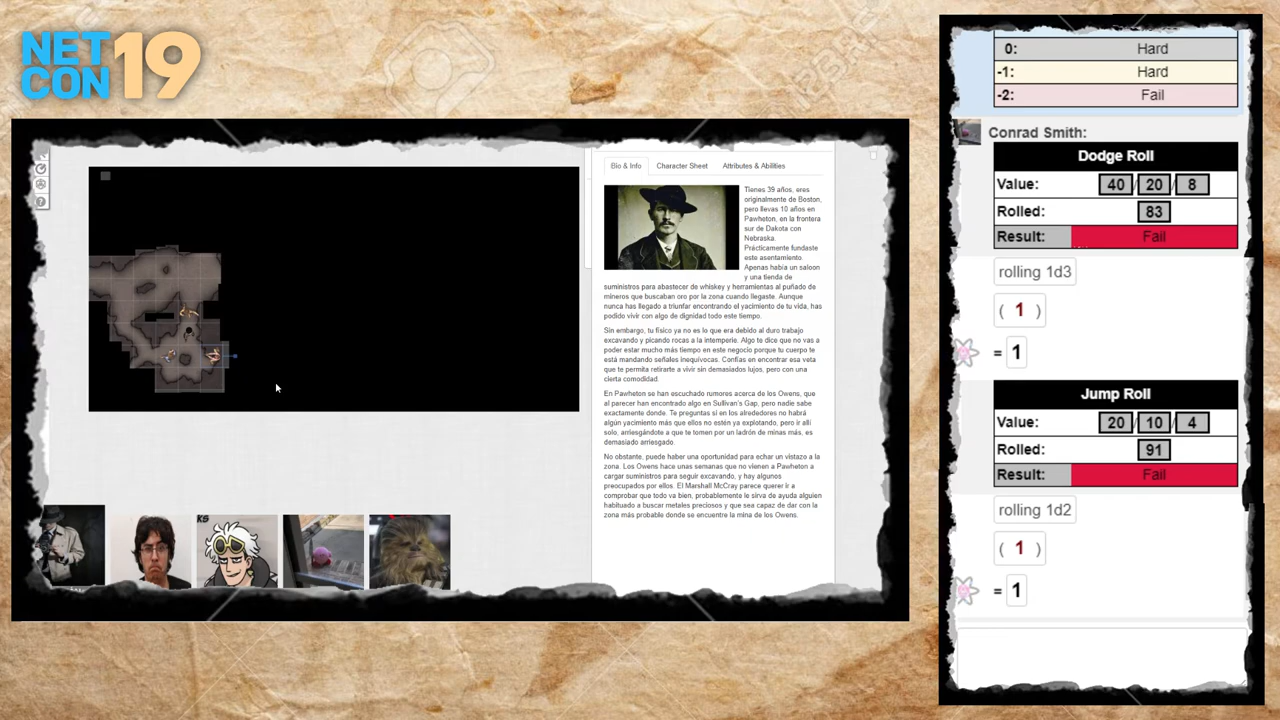 NET
CON 19
Bio & Info
Character Sheet
Attributes & Abilities
Tienes 39 años, eres
originalmente de Boston,
pero llevas 10 años en
Pawheton, en la frontera
sur de Dakota con
Nebraska.
Prácticamente fundaste
este asentamiento.
Apenas había un saloon
y una tienda de
suministros para abastecer de whiskey y herramientas al puñado de
mineros que buscaban oro por la zona cuando llegaste. Aunque
nunca has llegado a triunfar encontrando el yacimiento de tu vida, has
podido vivir con algo de dignidad todo este tiempo.
Sin embargo, tu físico ya no es lo que era debido al duro trabajo
excavando y picando rocas a la intemperie. Algo te dice que no vas a
poder estar mucho más tiempo en este negocio porque tu cuerpo te
está mandando señales inequívocas. Confías en encontrar esa veta
que te permita retirarte a vivir sin demasiados lujos, pero con una
cierta comodidad.
En Pawheton se han escuchado rumores acerca de los Owens, que
al parecer han encontrado algo en Sullivan's Gap, pero nadie sabe
exactamente donde. Te preguntas si en los alrededores no habrá
algún yacimiento más que ellos no estén ya explotando, pero ir allí
solo, arriesgándote a que te tomen por un ladrón de minas más, es
demasiado arriesgado.
No obstante, puede haber una oportunidad para echar un vistazo a la
zona. Los Owens hace unas semanas que no vienen a Pawheton a
cargar suministros para seguir excavando, y hay algunos
preocupados por ellos. El Marshall McCray parece querer ir a
comprobar que todo va bien, probablemente le sirva de ayuda alguien
habituado a buscar metales preciosos y que sea capaz de dar con la
zona más probable donde se encuentre la mina de los Owens.
KS
0: Hard
-1: Hard
-2: Fail
Conrad Smith:
Dodge Roll
Value: 40 20 8
Rolled: 83
Result: Fail
rolling 1d3
( 1 )
= 1
Jump Roll
Value: 20 10 4
Rolled: 91
Result: Fail
rolling 1d2
( 1 )
= 1